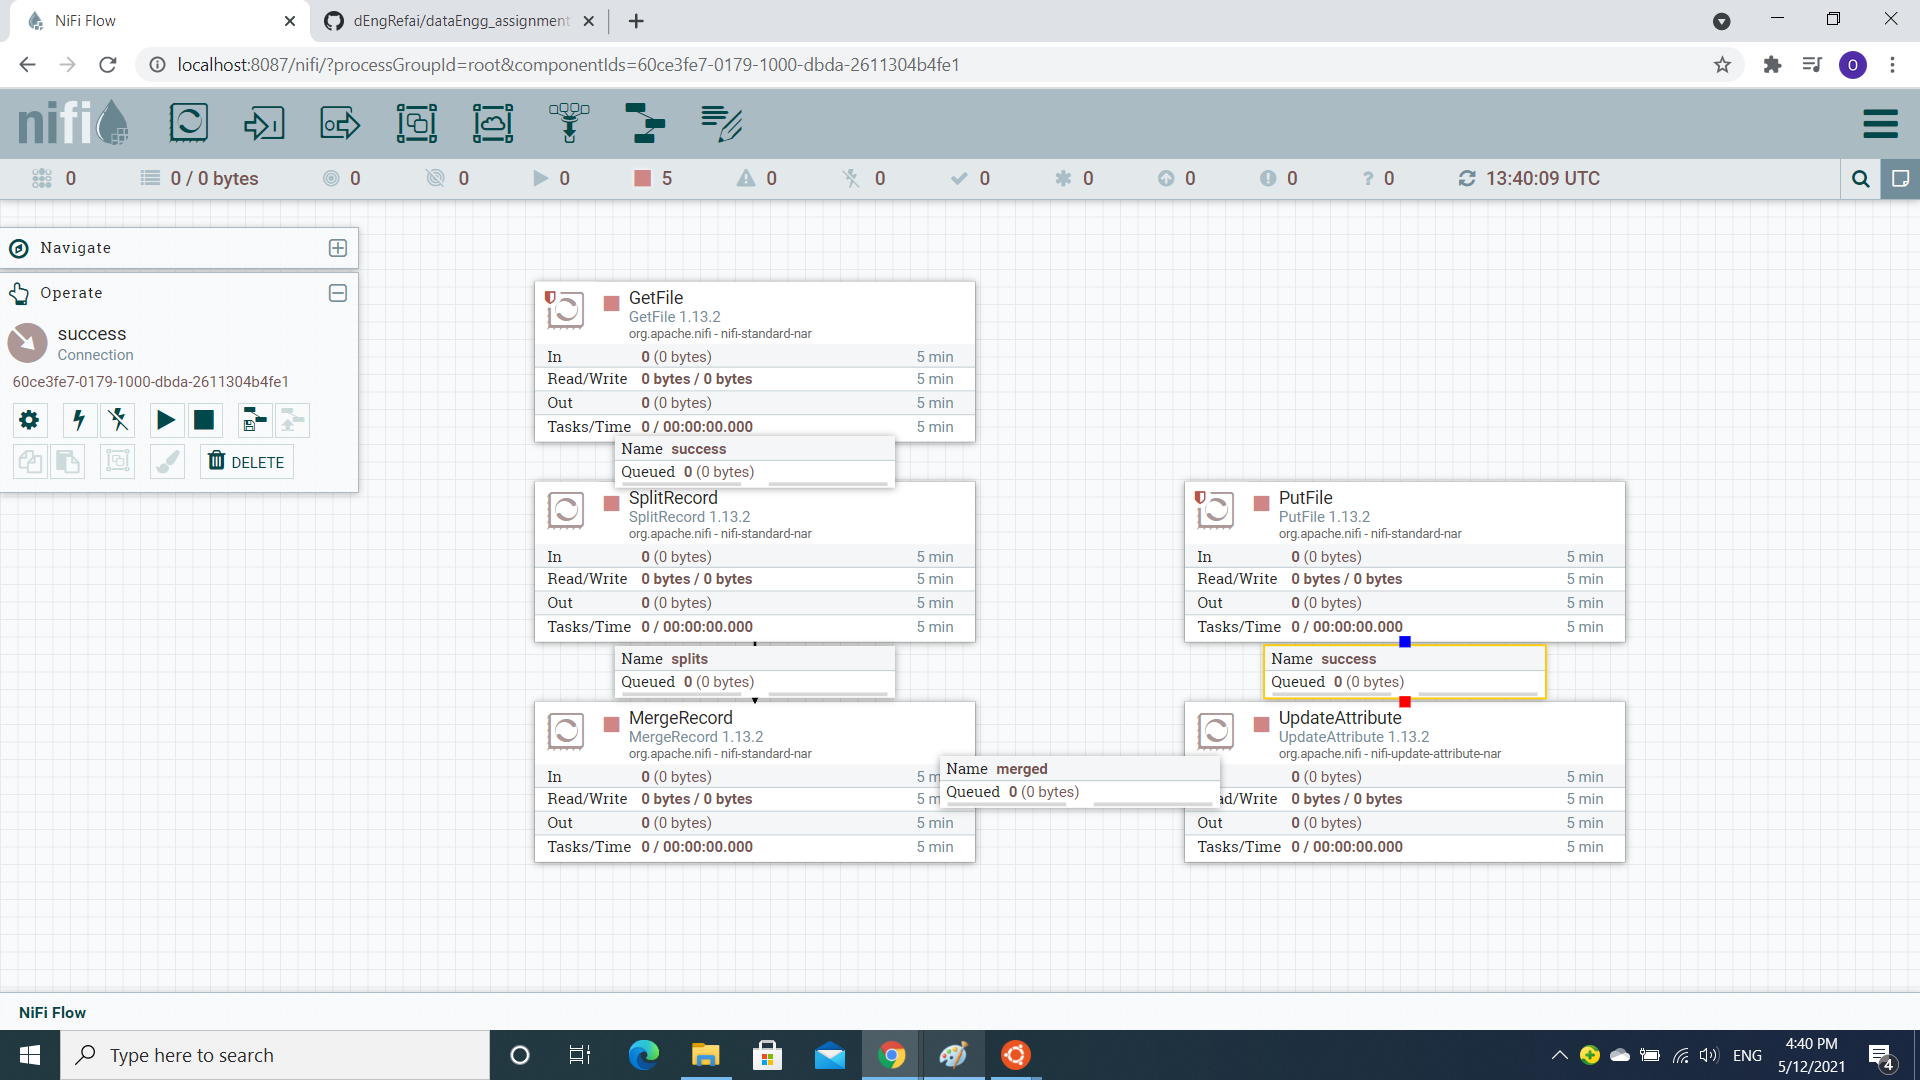 NiFi Flow
dEngRefai/dataEngg_assignment
localhost:8087/nifi/?processGroupId=root&componentIds=60ce3fe7-0179-1000-dbda-2611304b4fe1
O
nifi
0
0 / 0 bytes
0
0
0
5
0
0
0
0
0
0
? 0
13:40:09 UTC
Navigate
Operate
success
Connection
60ce3fe7-0179-1000-dbda-2611304b4fe1
DELETE
GetFile
GetFile 1.13.2
org.apache.nifi - nifi-standard-nar
In 0 (0 bytes) 5 min
Read/Write 0 bytes / 0 bytes 5 min
Out 0 (0 bytes) 5 min
Tasks/Time 0 / 00:00:00.000 5 min
Name success
Queued 0 (0 bytes)
SplitRecord
SplitRecord 1.13.2
org.apache.nifi - nifi-standard-nar
In 0 (0 bytes) 5 min
Read/Write 0 bytes / 0 bytes 5 min
Out 0 (0 bytes) 5 min
Tasks/Time 0 / 00:00:00.000 5 min
Name splits
Queued 0 (0 bytes)
MergeRecord
MergeRecord 1.13.2
org.apache.nifi - nifi-standard-nar
In 0 (0 bytes) 5 m
Read/Write 0 bytes / 0 bytes 5 m
Out 0 (0 bytes) 5 min
Tasks/Time 0 / 00:00:00.000 5 min
Name merged
Queued 0 (0 bytes)
PutFile
PutFile 1.13.2
org.apache.nifi - nifi-standard-nar
In 0 (0 bytes) 5 min
Read/Write 0 bytes / 0 bytes 5 min
Out 0 (0 bytes) 5 min
Tasks/Time 0 / 00:00:00.000 5 min
Name success
Queued 0 (0 bytes)
UpdateAttribute
UpdateAttribute 1.13.2
org.apache.nifi - nifi-update-attribute-nar
0 (0 bytes) 5 min
ad/Write 0 bytes / 0 bytes 5 min
Out 0 (0 bytes) 5 min
Tasks/Time 0 / 00:00:00.000 5 min
NiFi Flow
Type here to search
ENG
4:40 PM
5/12/2021
4